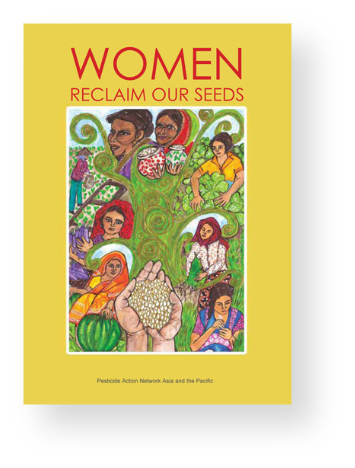 WOMEN
RECLAIM OUR SEEDS
Pesticide Action Network Asia and the Pacific